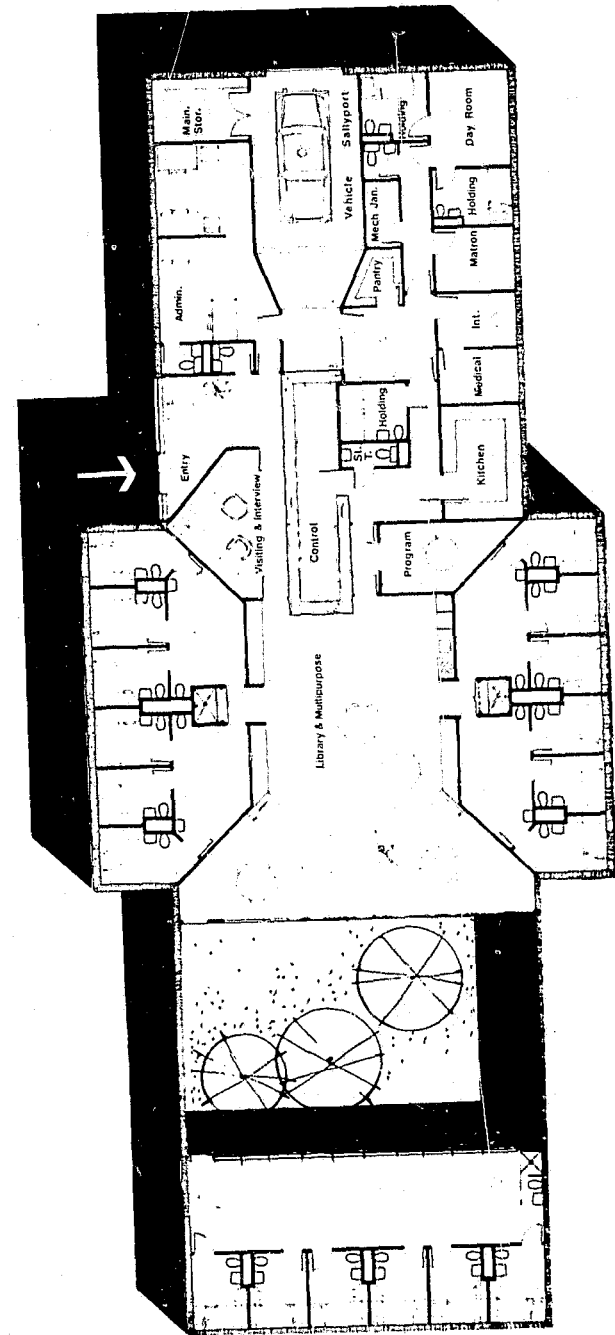 Main.
Stor.
Vehicle Sallyport
Holding
Day Room
Mech Jan.
Holding
Matron
Admin.
Pantry
Int.
Medical
Entry
Holding
St.
T.
Kitchen
Visiting & Interview
Control
Program
Library & Multipurpose